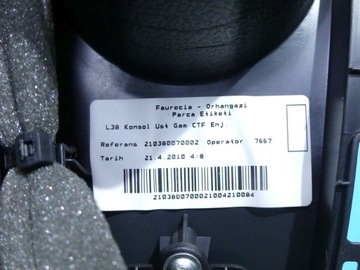 Faurecia - Orhangazi
Parca Etiketi
L38 Konsol Ust Gam CTF Enj.
Referans 210380070002 Operator 7667
Tarih 21.4.2010 4:8
2103800700021004210084